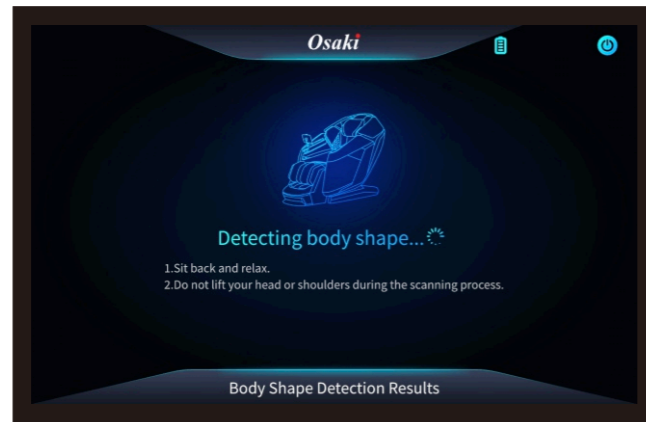 Osaki
Detecting body shape...
1.Sit back and relax.
2.Do not lift your head or shoulders during the scanning process.
Body Shape Detection Results